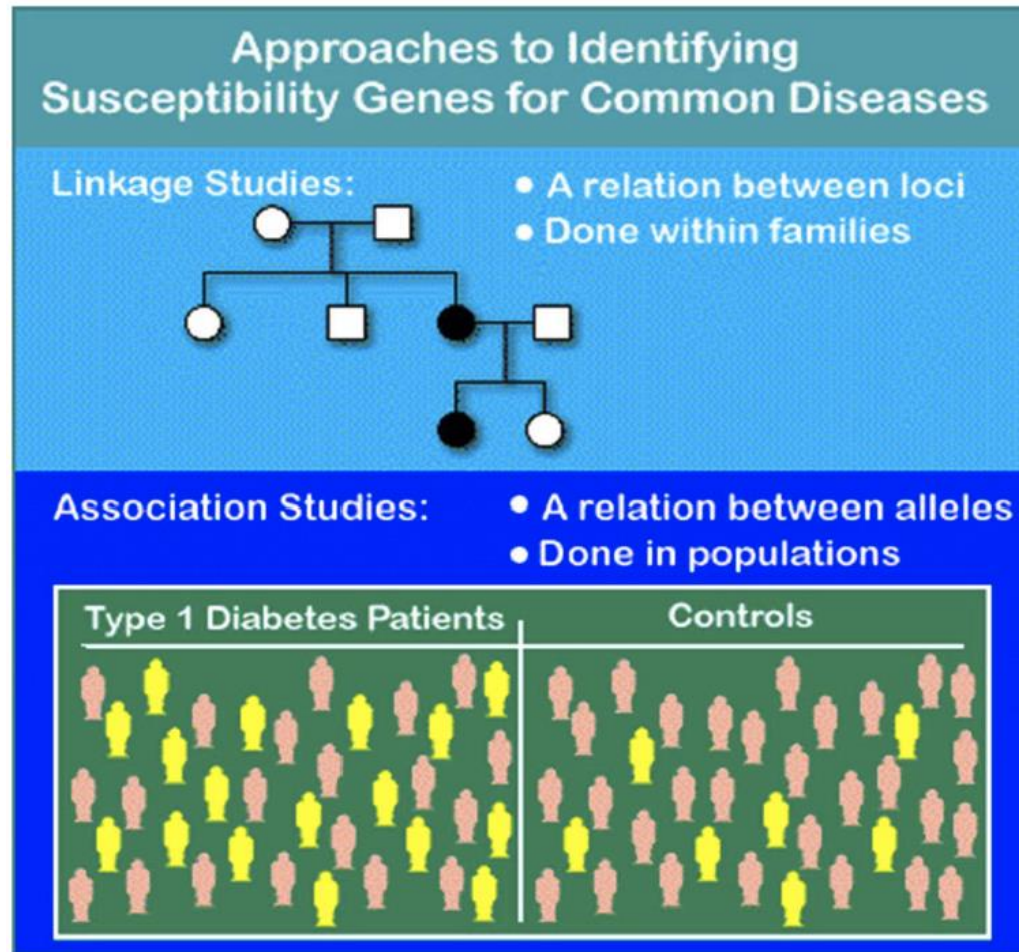 Approaches to Identifying
Susceptibility Genes for Common Diseases
Linkage Studies:
• A relation between loci
• Done within families
Association Studies:
• A relation between alleles
• Done in populations
Type 1 Diabetes Patients
Controls